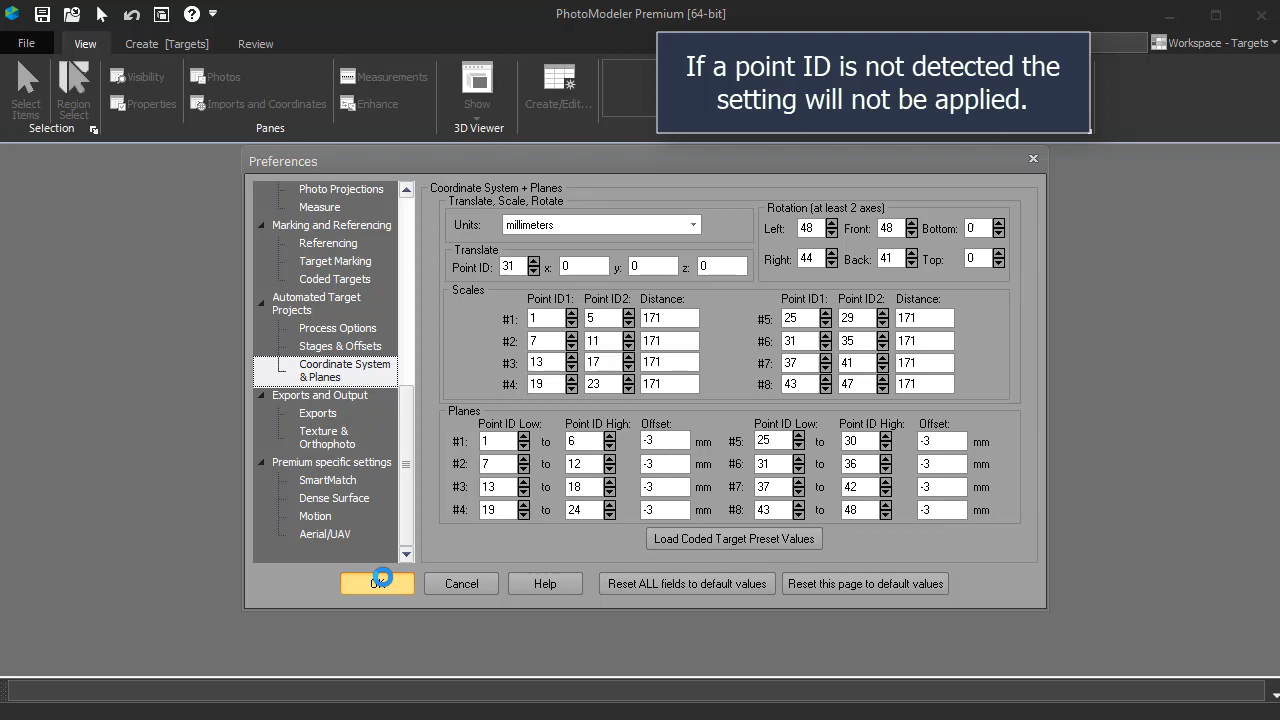 PhotoModeler Premium [64-bit]
File
View
Create [Targets]
Review
Workspace - Targets
Select
Items
Region
Select
Selection
Visibility
Properties
Photos
Imports and Coordinates
Measurements
Enhance
Panes
Show
3D Viewer
Create/Edit...
If a point ID is not detected the
setting will not be applied.
Preferences
Photo Projections
Measure
Marking and Referencing
Referencing
Target Marking
Coded Targets
Automated Target
Projects
Process Options
Stages & Offsets
Coordinate System
& Planes
Exports and Output
Exports
Texture &
Orthophoto
Premium specific settings
SmartMatch
Dense Surface
Motion
Aerial/UAV
Coordinate System + Planes
Translate, Scale, Rotate
Units: millimeters
Rotation (at least 2 axes)
Left: 48 Front: 48 Bottom: 0
Right: 44 Back: 41 Top: 0
Translate
Point ID: 31 x: 0 y: 0 z: 0
Scales
Point ID1: Point ID2: Distance: Point ID1: Point ID2: Distance:
#1: 1 5 171 #5: 25 29 171
#2: 7 11 171 #6: 31 35 171
#3: 13 17 171 #7: 37 41 171
#4: 19 23 171 #8: 43 47 171
Planes
Point ID Low: Point ID High: Offset: Point ID Low: Point ID High: Offset:
#1: 1 to 6 -3 mm #5: 25 to 30 -3 mm
#2: 7 to 12 -3 mm #6: 31 to 36 -3 mm
#3: 13 to 18 -3 mm #7: 37 to 42 -3 mm
#4: 19 to 24 -3 mm #8: 43 to 48 -3 mm
Load Coded Target Preset Values
OK
Cancel
Help
Reset ALL fields to default values
Reset this page to default values